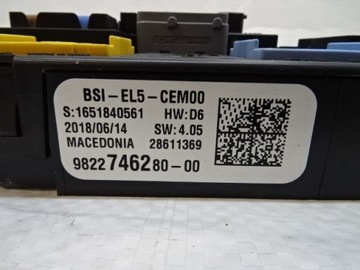 BSI-EL5-CEM00
S:1651840561 HW:D6
2018/06/14 SW:4.05
MACEDONIA 28611369
9822746280-00